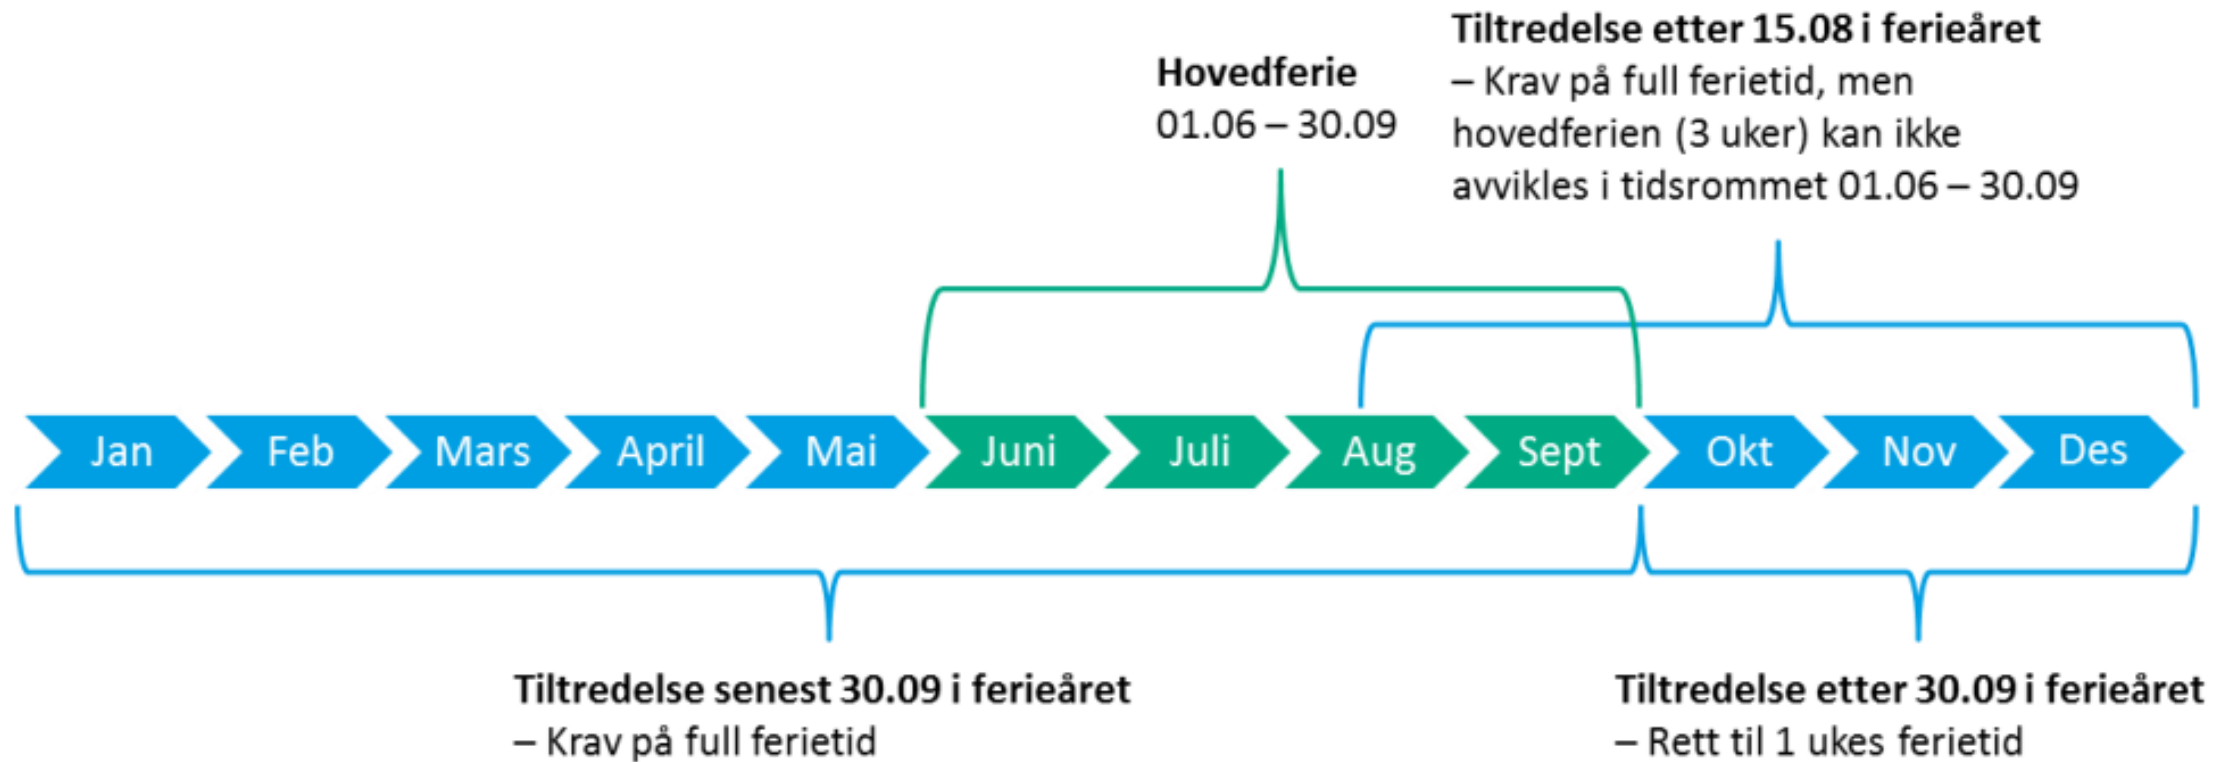 Tiltredelse etter 15.08 i ferieåret
– Krav på full ferietid, men
hovedferien (3 uker) kan ikke
avvikles i tidsrommet 01.06 – 30.09
Hovedferie
01.06 – 30.09
Jan Feb Mars April Mai Juni Juli Aug Sept Okt Nov Des
Tiltredelse senest 30.09 i ferieåret
– Krav på full ferietid
Tiltredelse etter 30.09 i ferieåret
– Rett til 1 ukes ferietid